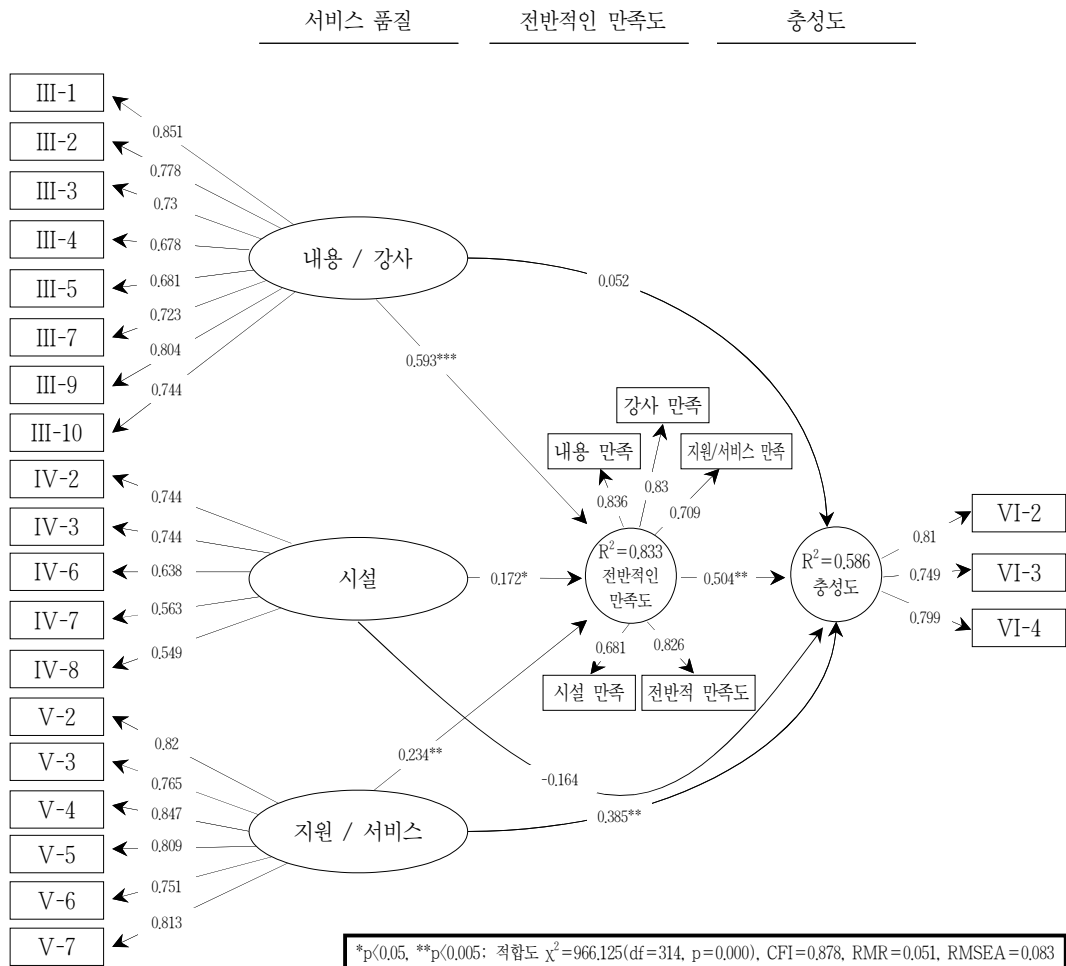 서비스 품질
전반적인 만족도
충성도
III-1
III-2
III-3
III-4
III-5
III-7
III-9
III-10
0.851
0.778
0.73
0.678
0.681
0.723
0.804
0.744
내용 / 강사
0.052
0.593***
IV-2
IV-3
IV-6
IV-7
IV-8
0.744
0.744
0.638
0.563
0.549
시설
0.172*
-0.164
V-2
V-3
V-4
V-5
V-6
V-7
0.82
0.765
0.847
0.809
0.751
0.813
지원 / 서비스
0.234**
0.385**
강사 만족
내용 만족
지원/서비스 만족
0.836
0.83
0.709
R²=0.833
전반적인
만족도
0.681
0.826
시설 만족
전반적 만족도
0.504**
R²=0.586
충성도
0.81
0.749
0.799
VI-2
VI-3
VI-4
*p<0.05, **p<0.005: 적합도 χ²=966.125(df=314, p=0.000), CFI=0.878, RMR=0.051, RMSEA=0.083